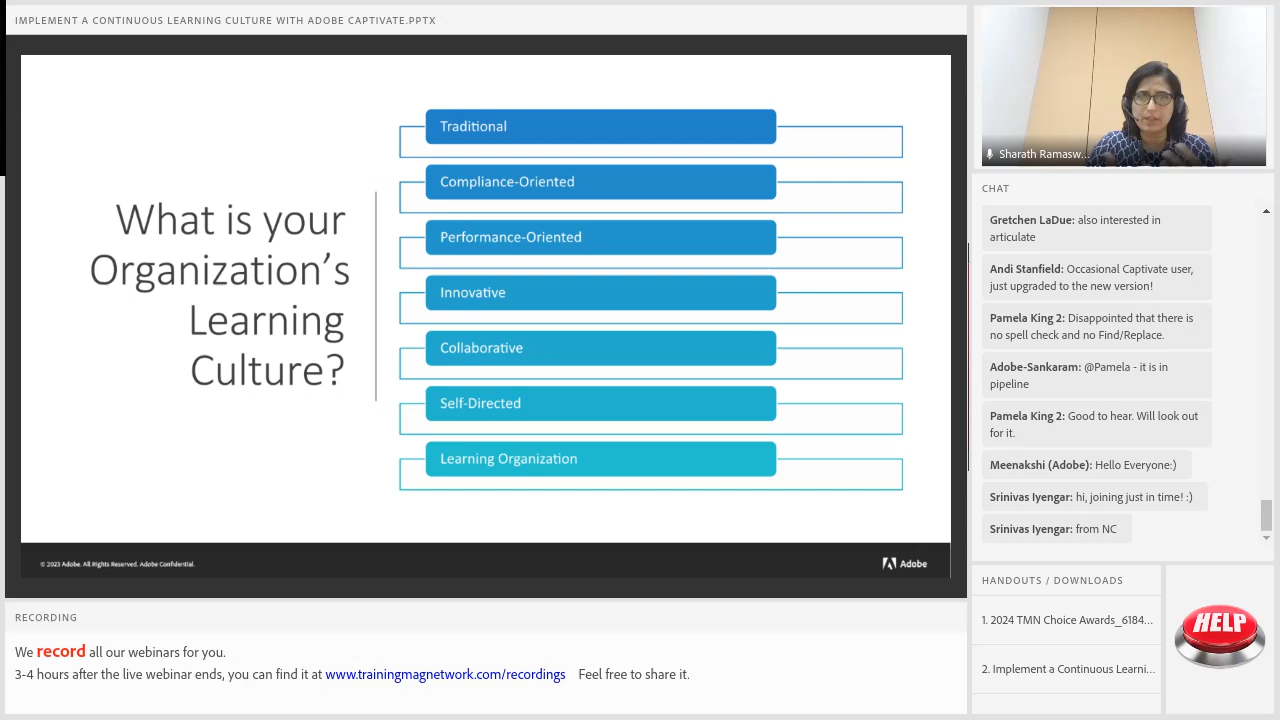 IMPLEMENT A CONTINUOUS LEARNING CULTURE WITH ADOBE CAPTIVATE.PPTX
What is your
Organization’s
Learning
Culture?
Traditional
Compliance-Oriented
Performance-Oriented
Innovative
Collaborative
Self-Directed
Learning Organization
© 2023 Adobe. All Rights Reserved. Adobe Confidential.
Adobe
Sharath Ramasw...
CHAT
Gretchen LaDue: also interested in
articulate
Andi Stanfield: Occasional Captivate user,
just upgraded to the new version!
Pamela King 2: Disappointed that there is
no spell check and no Find/Replace.
Adobe-Sankaram: @Pamela - it is in
pipeline
Pamela King 2: Good to hear. Will look out
for it.
Meenakshi (Adobe): Hello Everyone:)
Srinivas Iyengar: hi, joining just in time! :)
Srinivas Iyengar: from NC
RECORDING
We record all our webinars for you.
3-4 hours after the live webinar ends, you can find it at www.trainingmagnetwork.com/recordings Feel free to share it.
HANDOUTS / DOWNLOADS
1. 2024 TMN Choice Awards_6184...
2. Implement a Continuous Learni...
HELP